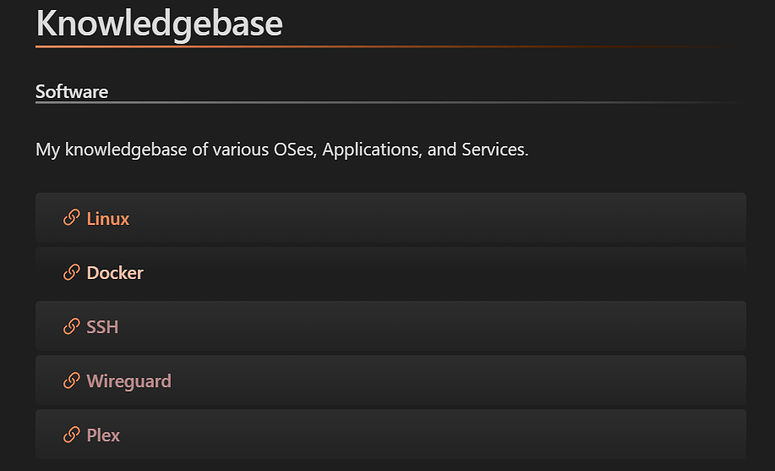 Knowledgebase
Software
My knowledgebase of various OSes, Applications, and Services.
Linux
Docker
SSH
Wireguard
Plex